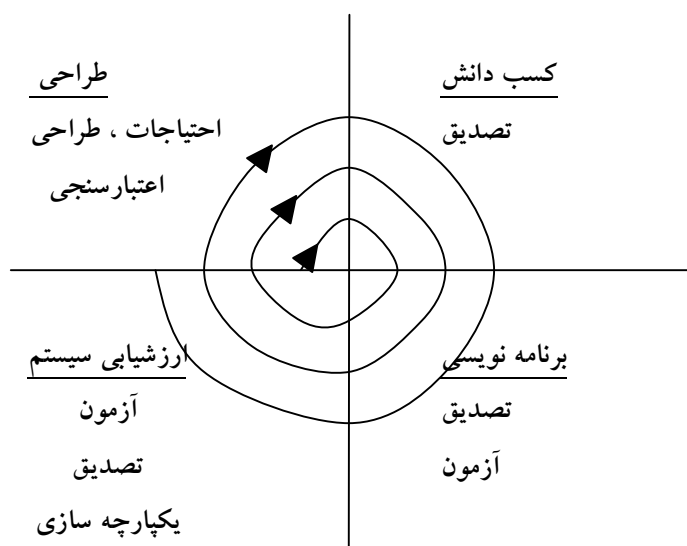 کسب دانش
تصدیق
طراحی
احتیاجات ، طراحی
اعتبارسنجی
برنامه نویسی
تصدیق
آزمون
ارزشیابی سیستم
آزمون
تصدیق
یکپارچه سازی